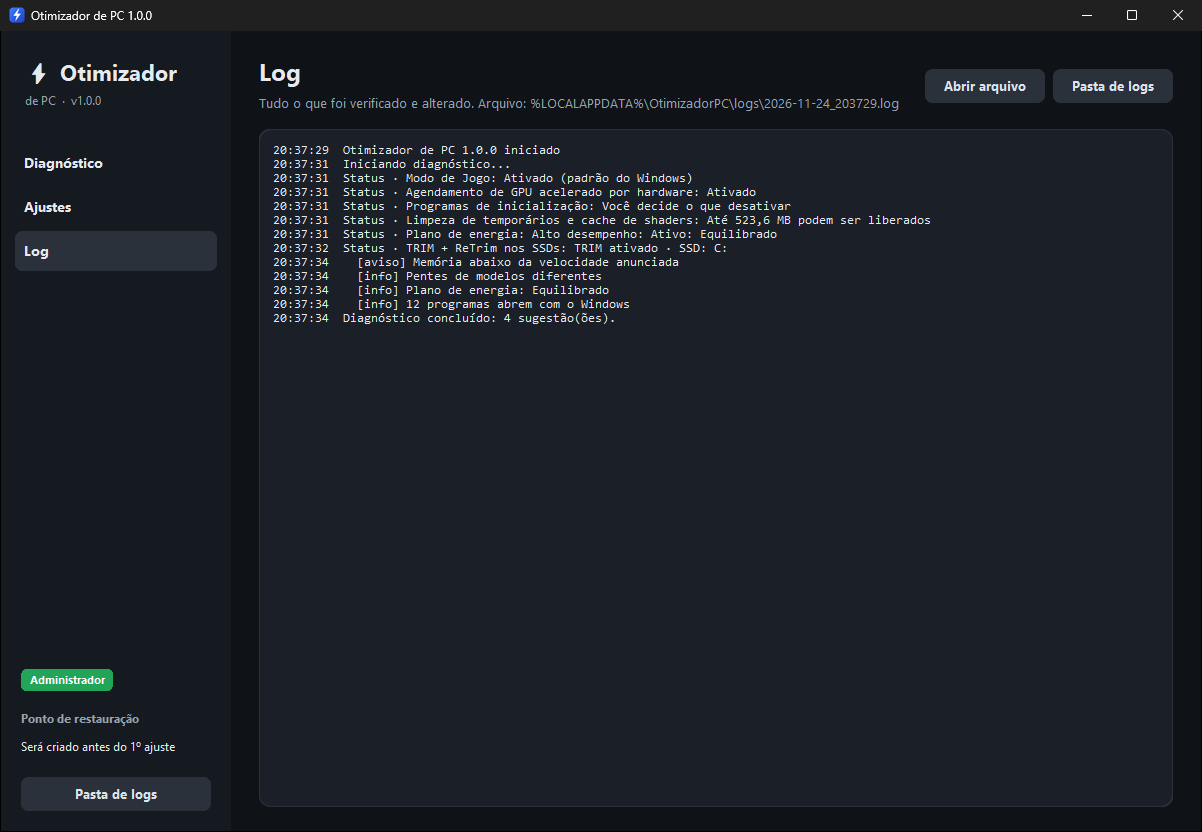 Otimizador de PC 1.0.0
Otimizador
de PC · v1.0.0
Diagnóstico
Ajustes
Log
Administrador
Ponto de restauração
Será criado antes do 1º ajuste
Pasta de logs
Log
Tudo o que foi verificado e alterado. Arquivo: %LOCALAPPDATA%\OtimizadorPC\logs\2026-11-24_203729.log
Abrir arquivo
Pasta de logs
20:37:29 Otimizador de PC 1.0.0 iniciado
20:37:31 Iniciando diagnóstico...
20:37:31 Status · Modo de Jogo: Ativado (padrão do Windows)
20:37:31 Status · Agendamento de GPU acelerado por hardware: Ativado
20:37:31 Status · Programas de inicialização: Você decide o que desativar
20:37:31 Status · Limpeza de temporários e cache de shaders: Até 523,6 MB podem ser liberados
20:37:31 Status · Plano de energia: Alto desempenho: Ativo: Equilibrado
20:37:32 Status · TRIM + ReTrim nos SSDs: TRIM ativado · SSD: C:
20:37:34 [aviso] Memória abaixo da velocidade anunciada
20:37:34 [info] Pentes de modelos diferentes
20:37:34 [info] Plano de energia: Equilibrado
20:37:34 [info] 12 programas abrem com o Windows
20:37:34 Diagnóstico concluído: 4 sugestão(ões).